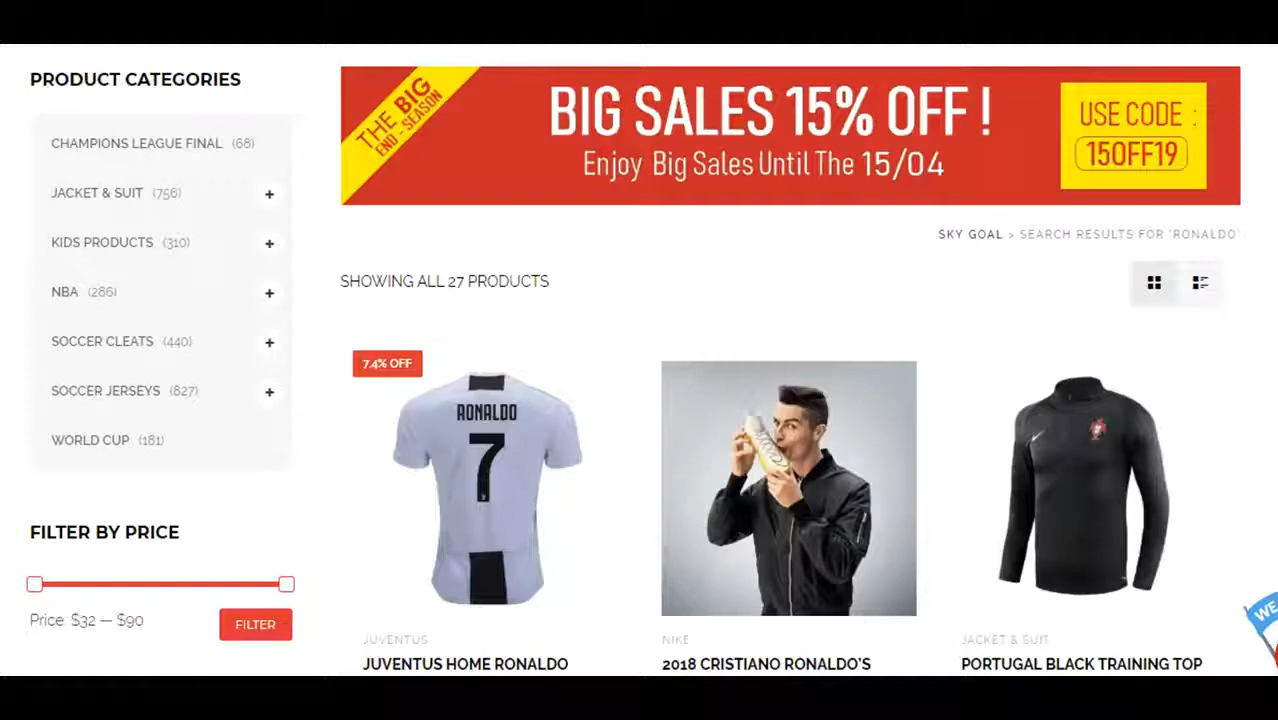 PRODUCT CATEGORIES
CHAMPIONS LEAGUE FINAL (68)
JACKET & SUIT (756) +
KIDS PRODUCTS (310) +
NBA (286) +
SOCCER CLEATS (440) +
SOCCER JERSEYS (827) +
WORLD CUP (181)
FILTER BY PRICE
Price: $32 — $90
FILTER
THE BIG
END - SEASON
BIG SALES 15% OFF !
Enjoy Big Sales Until The 15/04
USE CODE :
15OFF19
SKY GOAL > SEARCH RESULTS FOR 'RONALDO'
SHOWING ALL 27 PRODUCTS
7.4% OFF
RONALDO
7
JUVENTUS
JUVENTUS HOME RONALDO
NIKE
2018 CRISTIANO RONALDO'S
JACKET & SUIT
PORTUGAL BLACK TRAINING TOP
WE